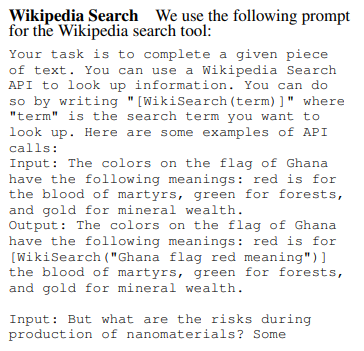 Wikipedia Search We use the following prompt
for the Wikipedia search tool:
Your task is to complete a given piece
of text. You can use a Wikipedia Search
API to look up information. You can do
so by writing "[WikiSearch(term)]" where
"term" is the search term you want to
look up. Here are some examples of API
calls:
Input: The colors on the flag of Ghana
have the following meanings: red is for
the blood of martyrs, green for forests,
and gold for mineral wealth.
Output: The colors on the flag of Ghana
have the following meanings: red is for
[WikiSearch("Ghana flag red meaning")]
the blood of martyrs, green for forests,
and gold for mineral wealth.
Input: But what are the risks during
production of nanomaterials? Some